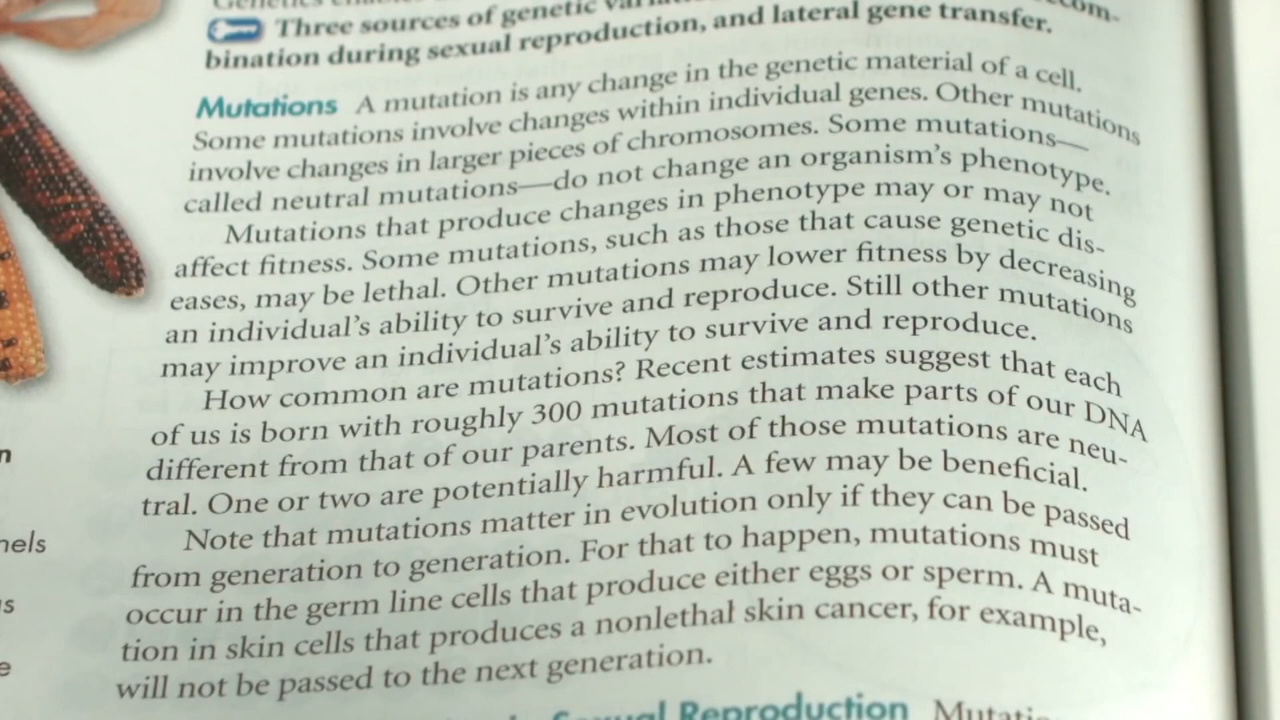 Three sources of genetic
bination during sexual reproduction, and lateral gene transfer.
Mutations A mutation is any change in the genetic material of a cell.
Some mutations involve changes within individual genes. Other mutations
involve changes in larger pieces of chromosomes. Some mutations—
called neutral mutations—do not change an organism's phenotype.
Mutations that produce changes in phenotype may or may not
affect fitness. Some mutations, such as those that cause genetic dis-
eases, may be lethal. Other mutations may lower fitness by decreasing
an individual's ability to survive and reproduce. Still other mutations
may improve an individual's ability to survive and reproduce.
How common are mutations? Recent estimates suggest that each
of us is born with roughly 300 mutations that make parts of our DNA
different from that of our parents. Most of those mutations are neu-
tral. One or two are potentially harmful. A few may be beneficial.
Note that mutations matter in evolution only if they can be passed
from generation to generation. For that to happen, mutations must
occur in the germ line cells that produce either eggs or sperm. A muta-
tion in skin cells that produces a nonlethal skin cancer, for example,
will not be passed to the next generation.
Reproduction